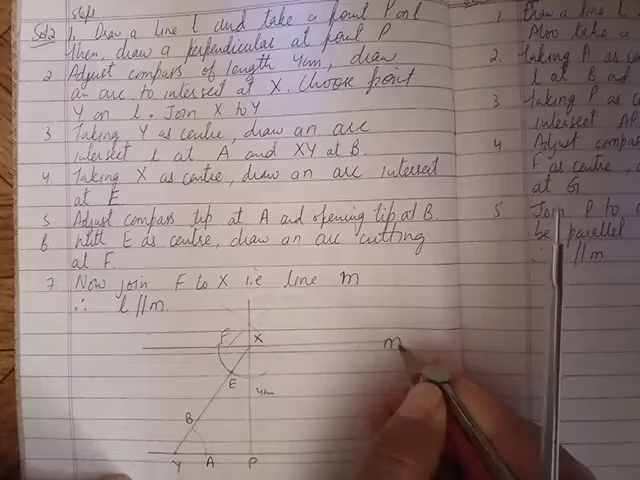 Steps
Sol2 1. Draw a line l and take a point P on l
then, draw a perpendicular at point P
2 Adjust compass of length 4cm, draw
an arc to intersect at X. Choose point
Y on l. Join X to Y
3 Taking Y as centre, draw an arc
intersect l at A and XY at B.
4 Taking X as centre, draw an arc intersect
at E
5 Adjust compass tip at A and opening tip at B.
6 With E as centre, draw an arc cutting
at F.
7 Now join F to X i.e line m
∴ l // m.
F X m
E
4cm
B
Y A P
1. Draw a line l
Also take a
2. Taking A as c
l at B and
3 Taking P as c
intersect AP
4 Adjust compas
F as centre,
at G
5 Join P to
be parallel
∴ l // m